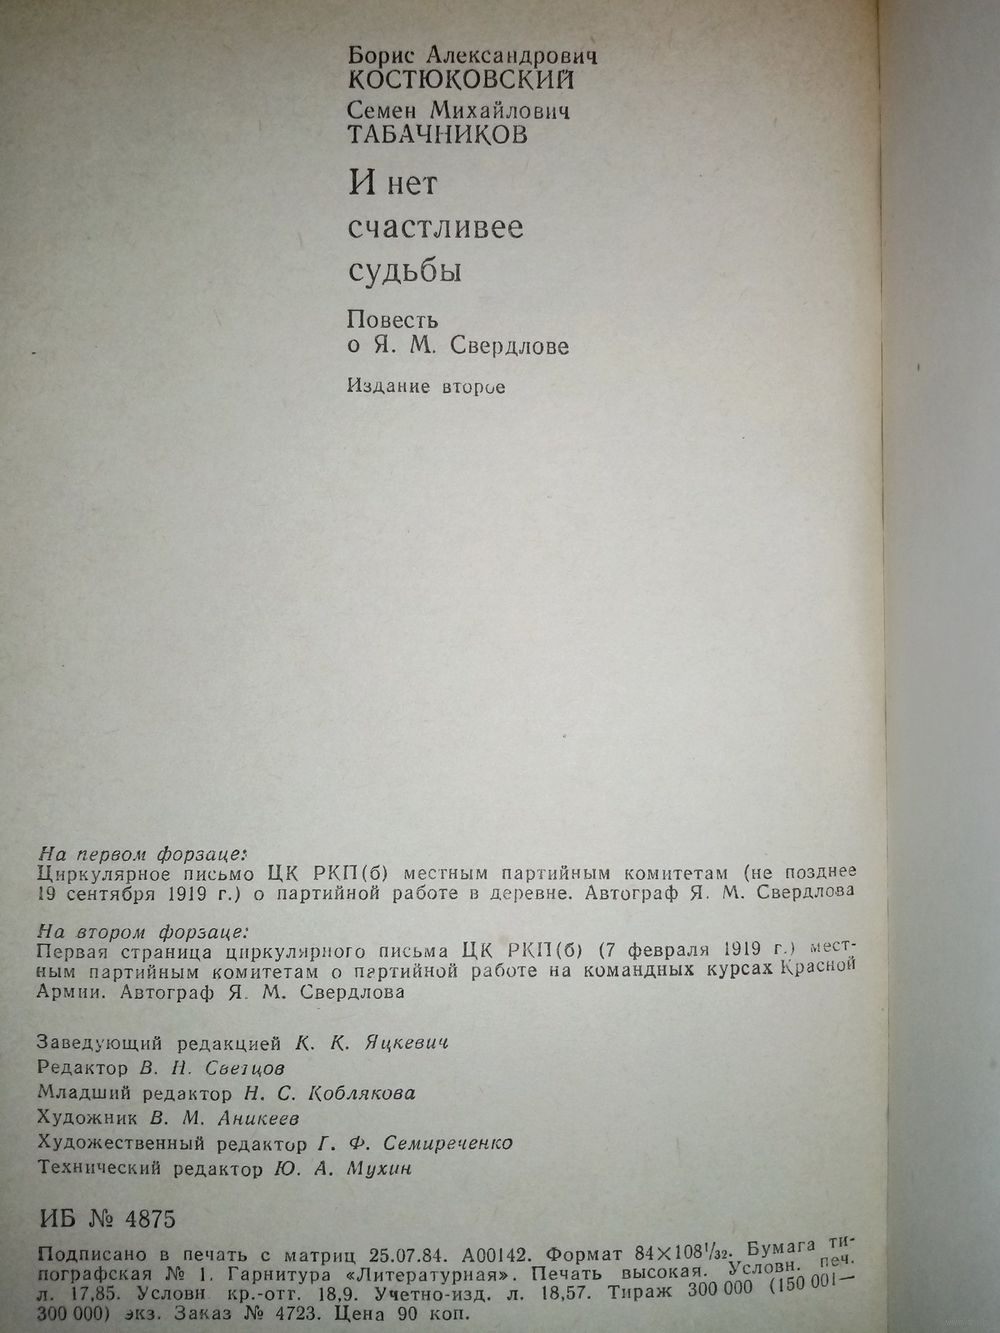 Борис Александрович
КОСТЮКОВСКИЙ
Семен Михайлович
ТАБАЧНИКОВ
И нет
счастливее
судьбы
Повесть
о Я. М. Свердлове
Издание второе
На первом форзаце:
Циркулярное письмо ЦК РКП(б) местным партийным комитетам (не позднее
19 сентября 1919 г.) о партийной работе в деревне. Автограф Я. М. Свердлова
На втором форзаце:
Первая страница циркулярного письма ЦК РКП(б) (7 февраля 1919 г.) мест-
ным партийным комитетам о партийной работе на командных курсах Красной
Армии. Автограф Я. М. Свердлова
Заведующий редакцией К. К. Яцкевич
Редактор В. Н. Светцов
Младший редактор Н. С. Коблякова
Художник В. М. Аникеев
Художественный редактор Г. Ф. Семиреченко
Технический редактор Ю. А. Мухин
ИБ № 4875
Подписано в печать с матриц 25.07.84. А00142. Формат 84×108¹/₃₂. Бумага ти-
пографская № 1. Гарнитура «Литературная». Печать высокая. Условн. печ.
л. 17,85. Условн кр.-отт. 18,9. Учетно-изд. л. 18,57. Тираж 300 000 (150 001—
300 000) экз. Заказ № 4723. Цена 90 коп.